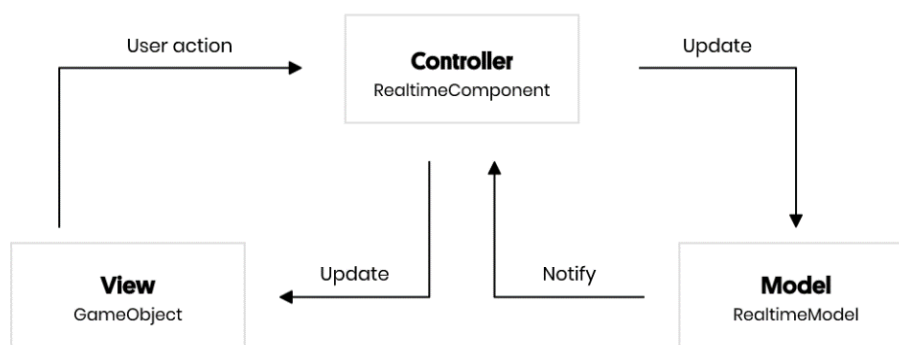 User action
Controller
RealtimeComponent
Update
View
GameObject
Update
Notify
Model
RealtimeModel